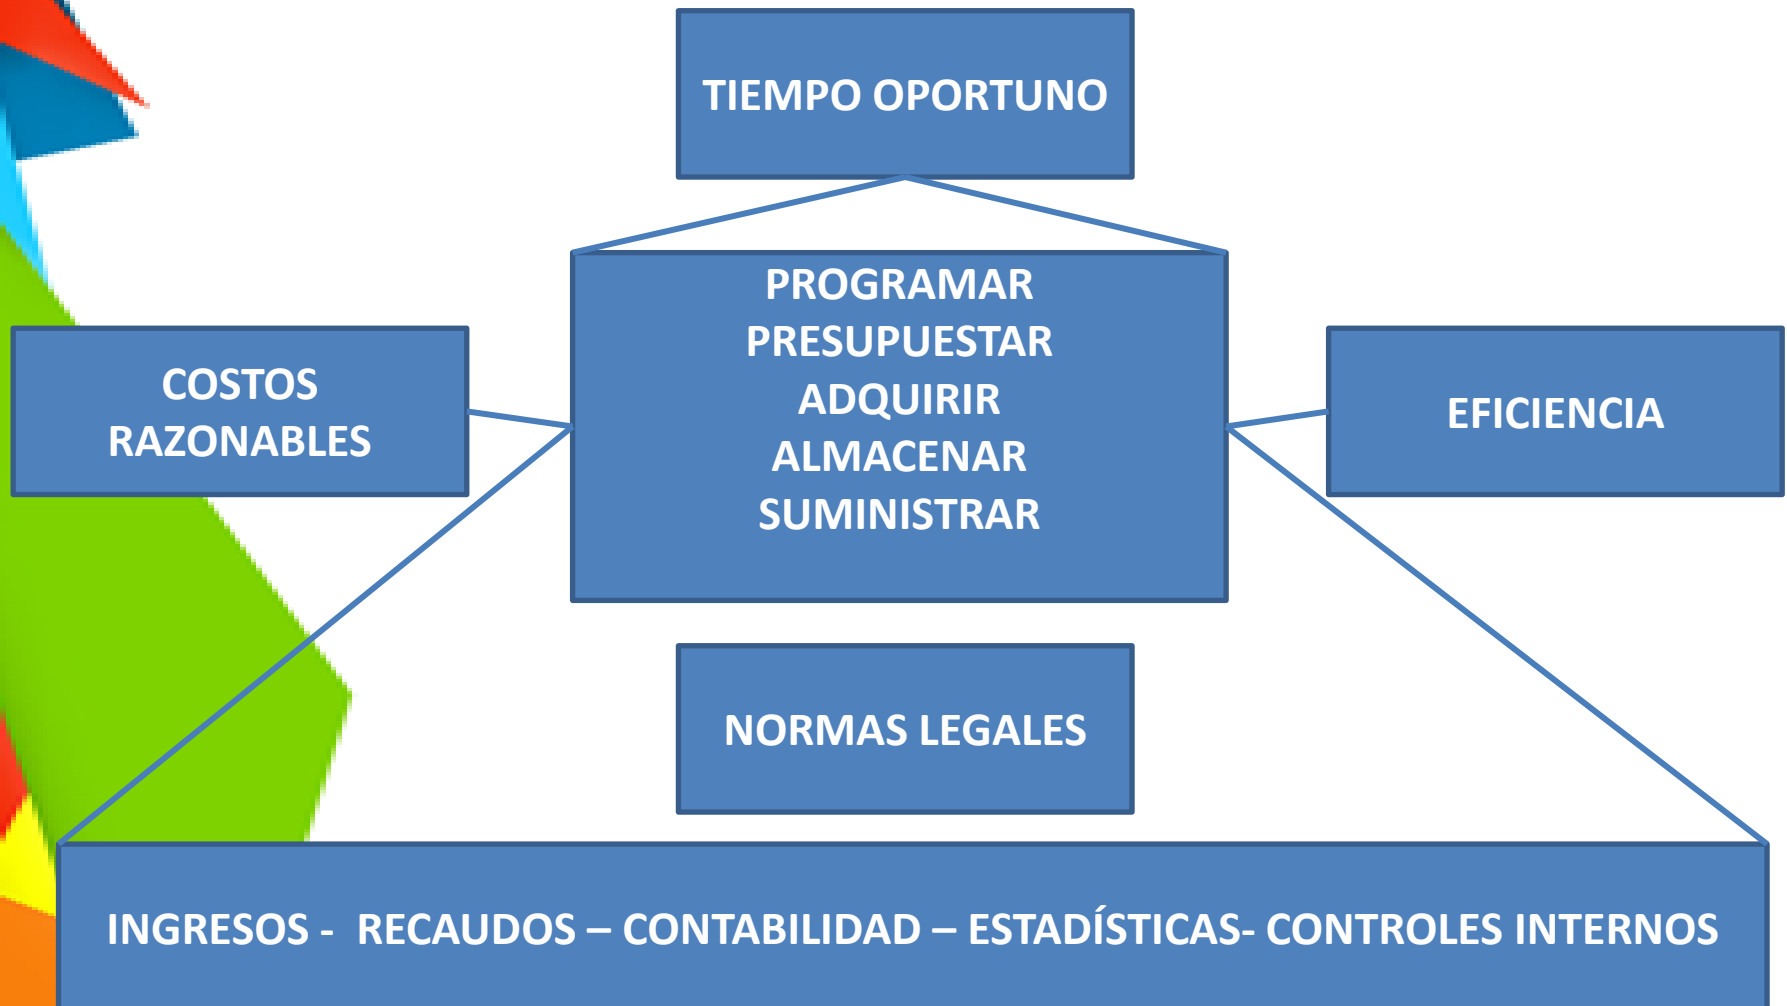 TIEMPO OPORTUNO
PROGRAMAR
PRESUPUESTAR
ADQUIRIR
ALMACENAR
SUMINISTRAR
COSTOS
RAZONABLES
EFICIENCIA
NORMAS LEGALES
INGRESOS -  RECAUDOS – CONTABILIDAD – ESTADÍSTICAS- CONTROLES INTERNOS